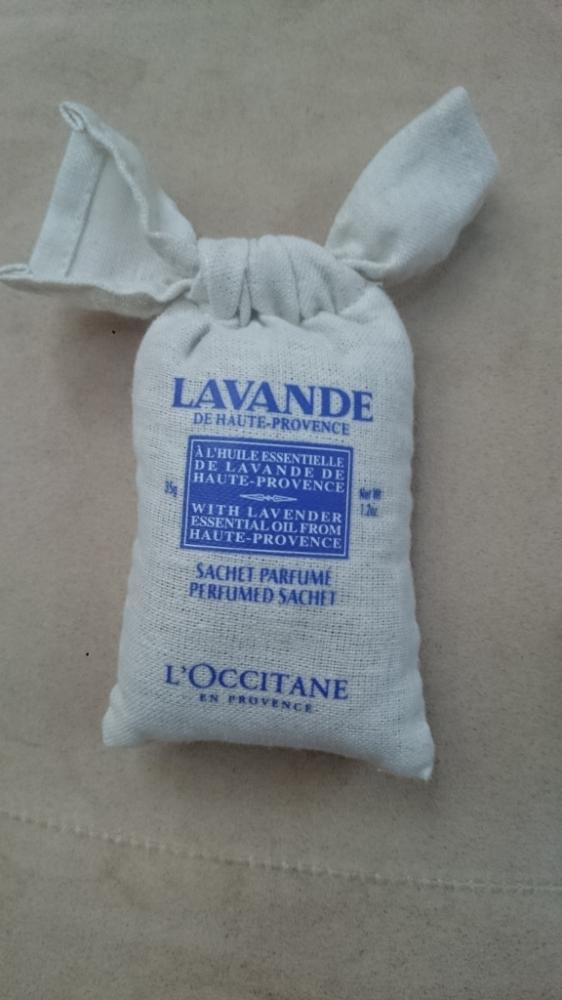 LAVANDE
DE HAUTE-PROVENCE
À L'HUILE ESSENTIELLE
DE LAVANDE DE
HAUTE-PROVENCE
35g
Net Wt
1.2oz
WITH LAVENDER
ESSENTIAL OIL FROM
HAUTE-PROVENCE
SACHET PARFUMÉ
PERFUMED SACHET
L'OCCITANE
EN PROVENCE